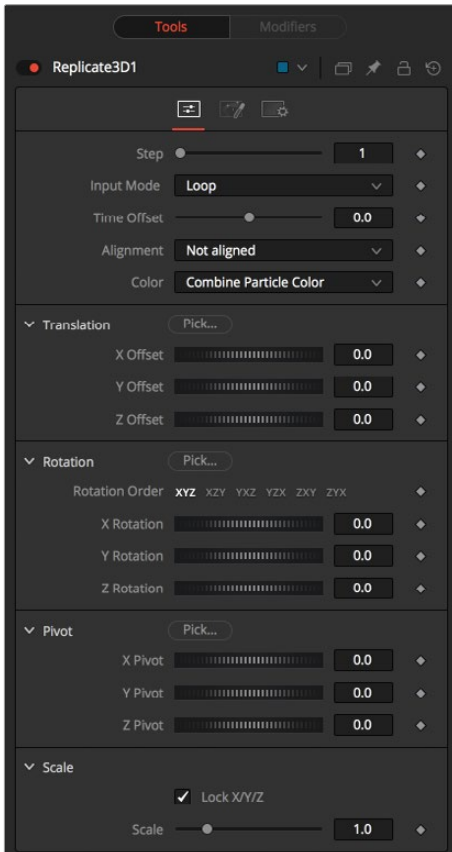 Tools Modifiers
Replicate3D1
Step 1
Input Mode Loop
Time Offset 0.0
Alignment Not aligned
Color Combine Particle Color
Translation Pick...
X Offset 0.0
Y Offset 0.0
Z Offset 0.0
Rotation Pick...
Rotation Order XYZ XZY YXZ YZX ZXY ZYX
X Rotation 0.0
Y Rotation 0.0
Z Rotation 0.0
Pivot Pick...
X Pivot 0.0
Y Pivot 0.0
Z Pivot 0.0
Scale
Lock X/Y/Z
Scale 1.0